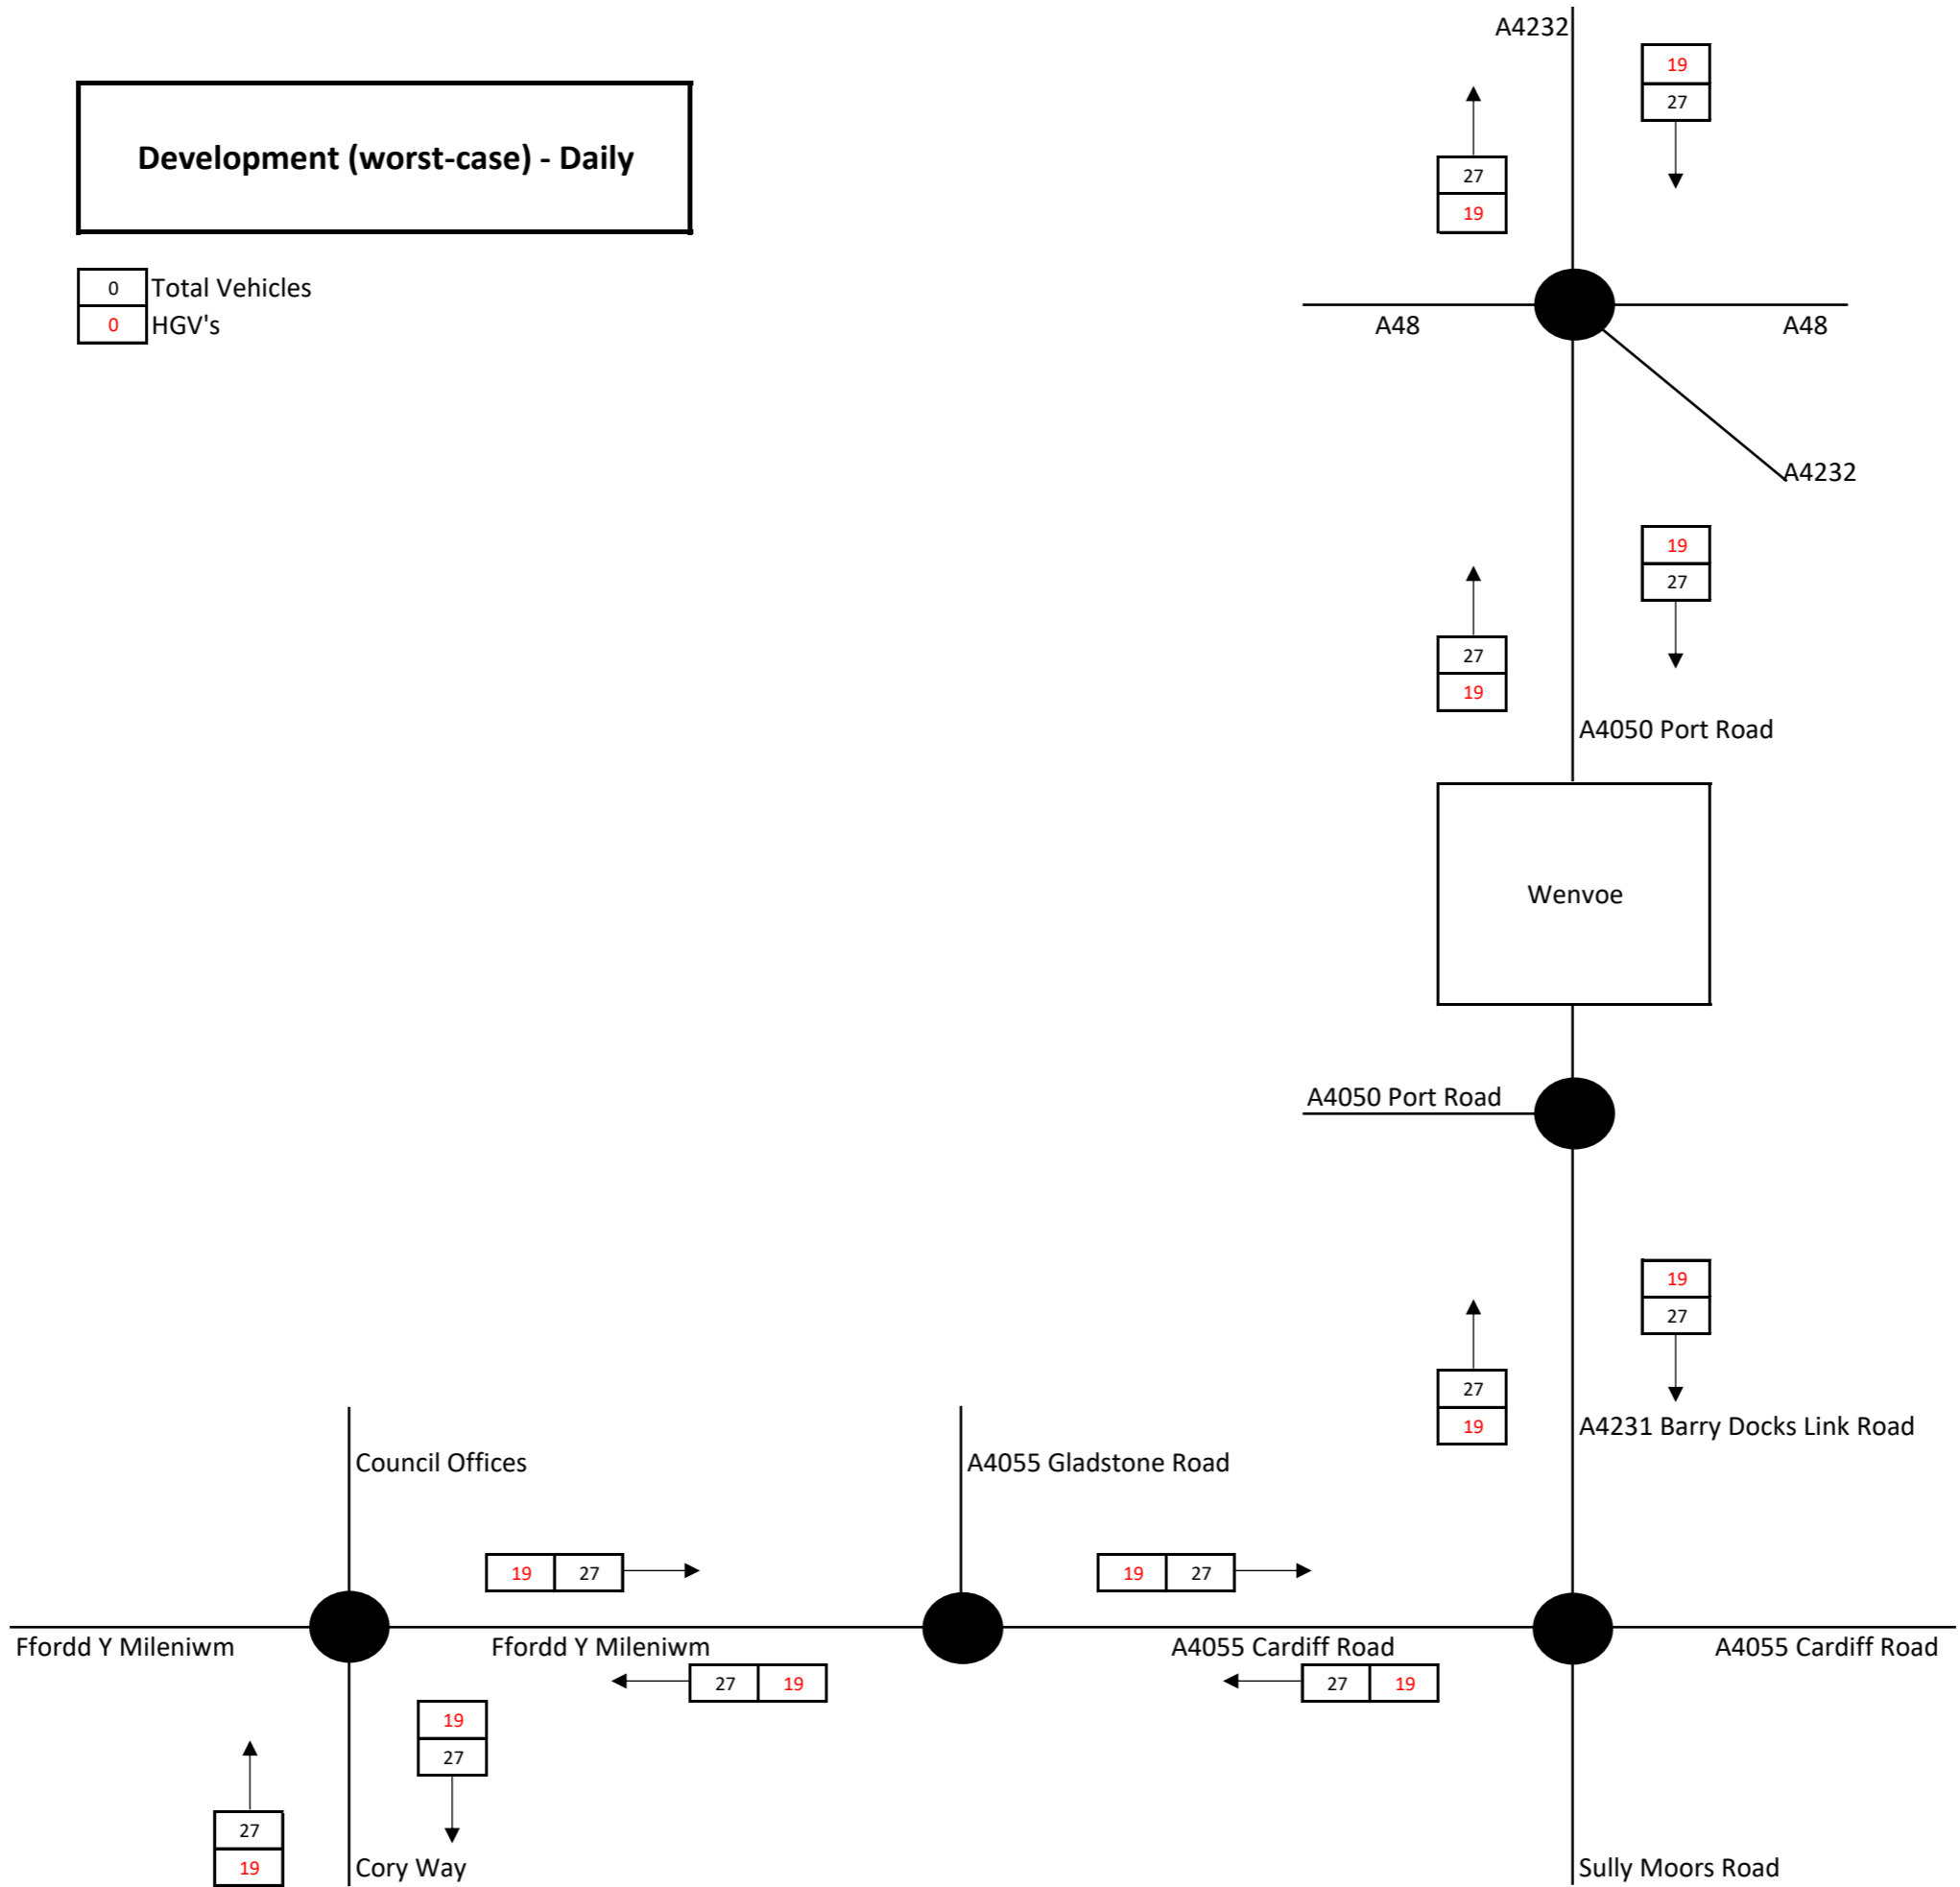 A4232
19
27
Development (worst-case) - Daily
27
19
0 Total Vehicles
0 HGV's
A48
A48
A4232
19
27
27
19
A4050 Port Road
Wenvoe
A4050 Port Road
19
27
27
19
A4231 Barry Docks Link Road
Council Offices
A4055 Gladstone Road
19 27
19 27
Ffordd Y Mileniwm
Ffordd Y Mileniwm
A4055 Cardiff Road
A4055 Cardiff Road
27 19
27 19
19
27
27
19
Cory Way
Sully Moors Road